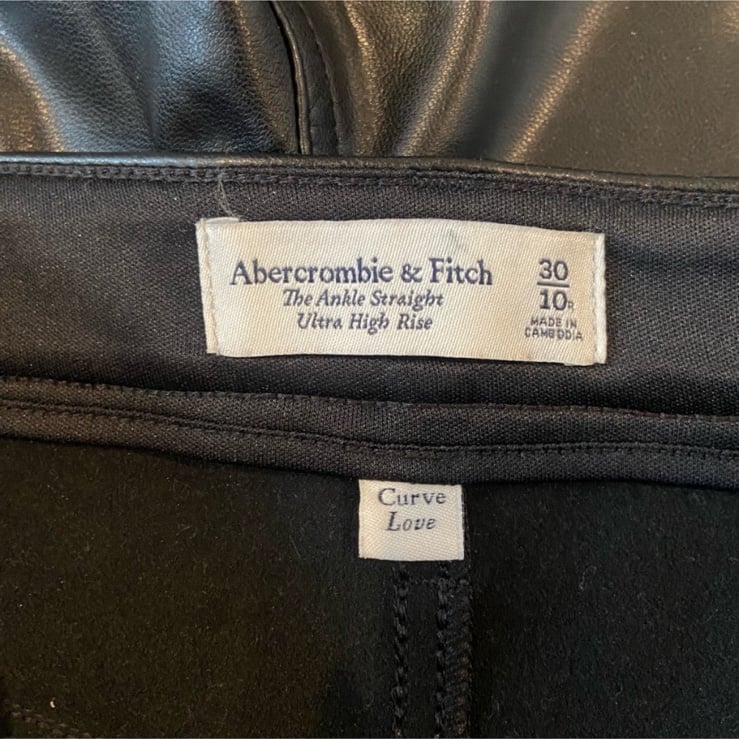 Abercrombie & Fitch
The Ankle Straight
Ultra High Rise
30
10R
MADE IN
CAMBODIA
Curve
Love